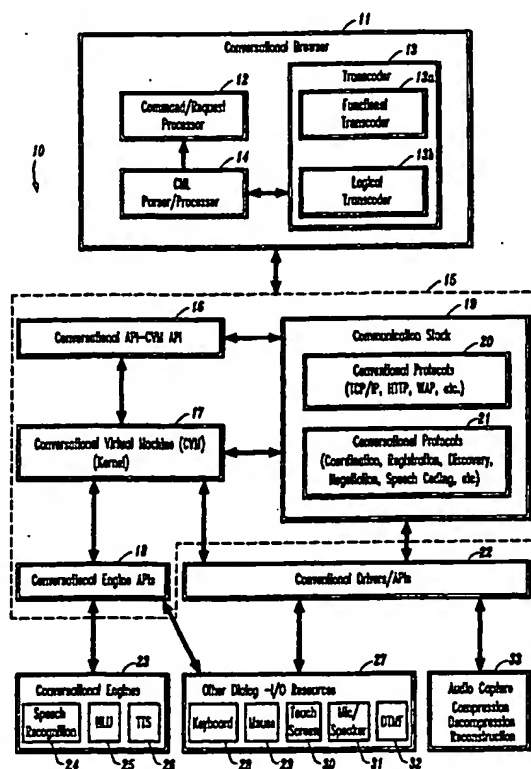 11
Conversational Browser
12
Command/Request
Processor
13
Transcoder
13a
Functional
Transcoder
10
14
CML
Parser/Processor
13b
Logical
Transcoder
15
16
Conversational API-CVM API
19
Communication Stack
20
Conventional Protocols
(TCP/IP, HTTP, WAP, etc.)
17
Conversational Virtual Machine (CVM)
(Kernel)
21
Conversational Protocols
(Coordination, Registration, Discovery,
Negotiation, Speech Coding, etc)
18
Conversational Engine APIs
22
Conventional Drivers/APIs
23
Conversational Engines
Speech
Recognition
24
NLU
25
TTS
26
27
Other Dialog -I/O Resources
Keyboard
28
Mouse
29
Touch
Screen
30
Mic/
Speaker
31
DTMF
32
33
Audio Capture
Compression
Decompression
Reconstruction